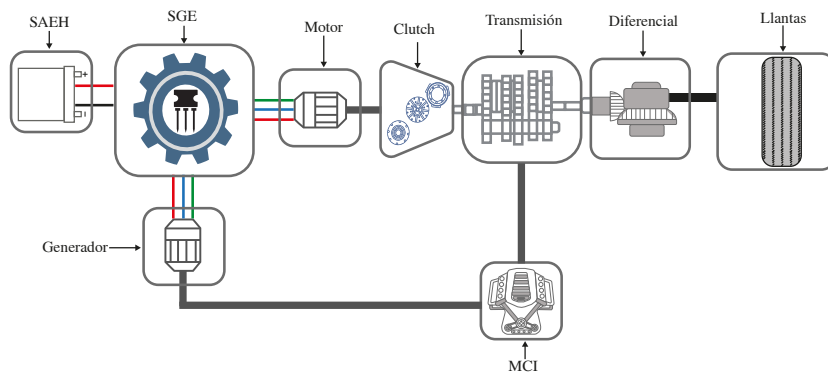 SAEH
SGE
Motor
Clutch
Transmisión
Diferencial
Llantas
+
-
Generador
MCI